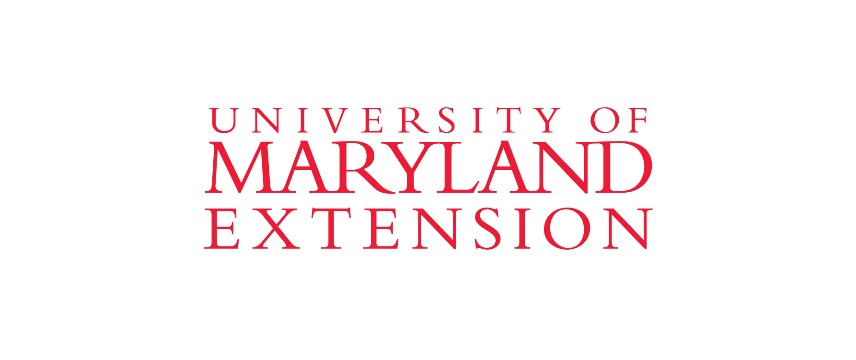 UNIVERSITY OF
MARYLAND
EXTENSION